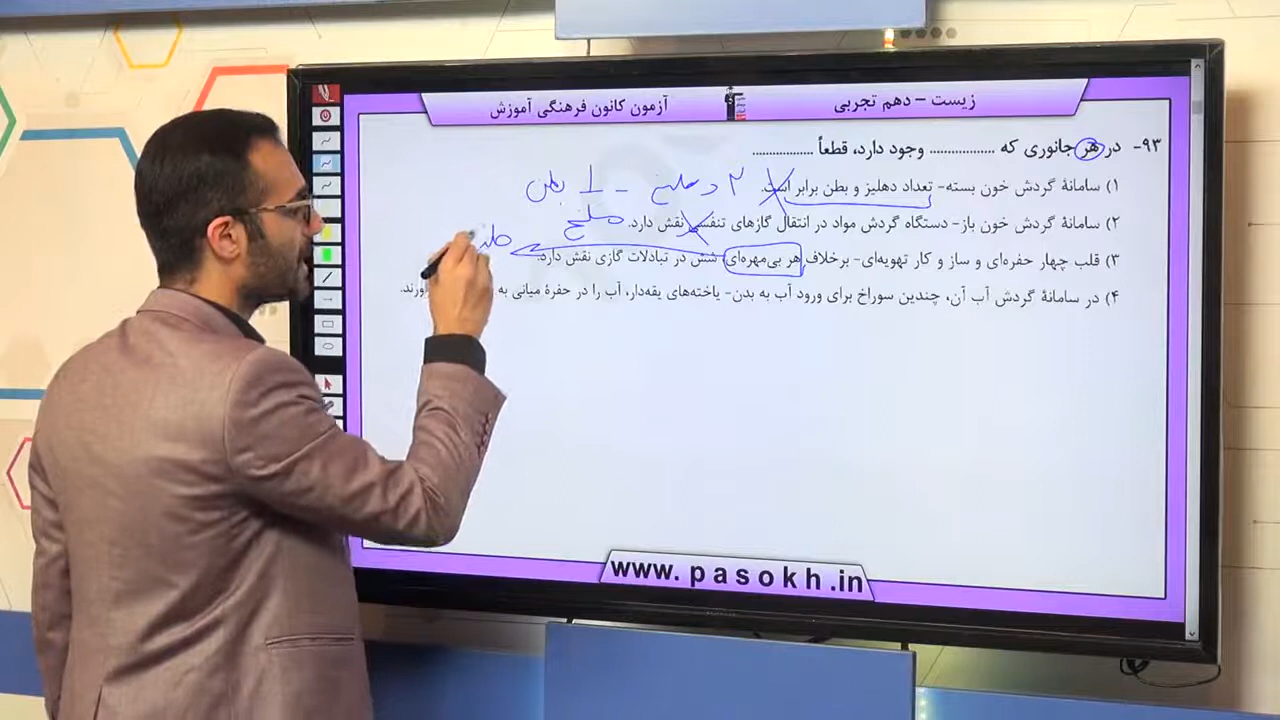 زیست – دهم تجربی
آزمون کانون فرهنگی آموزش
۹۳- در هر جانوری که .................. وجود دارد، قطعاً .................
۱) سامانهٔ گردش خون بسته- تعداد دهلیز و بطن برابر است.
۲ دهلیز – ۱ بطن
۲) سامانهٔ گردش خون باز- دستگاه گردش مواد در انتقال گازهای تنفسی نقش دارد.
ملخ
۳) قلب چهار حفره‌ای و ساز و کار تهویه‌ای- برخلاف هر بی‌مهره‌ای، شش در تبادلات گازی نقش دارد.
۴) در سامانهٔ گردش آب آن، چندین سوراخ برای ورود آب به بدن- یاخته‌های یقه‌دار، آب را در حفرهٔ میانی به
www.pasokh.in